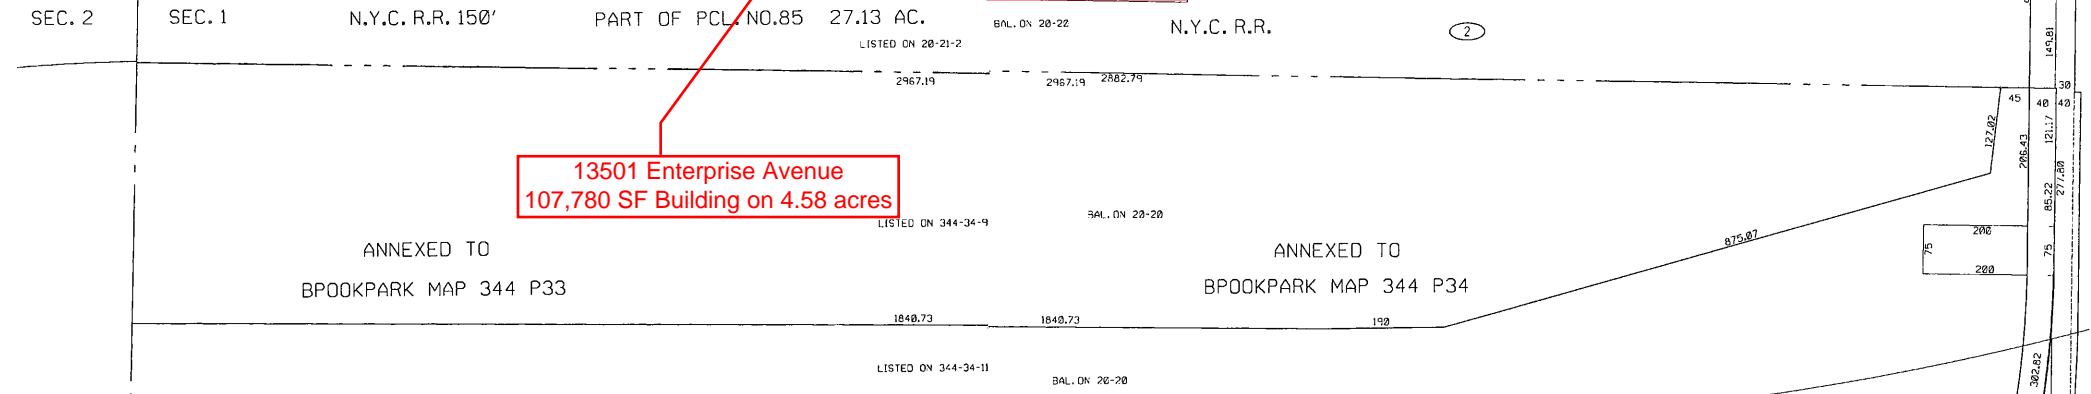 SEC. 2
SEC. 1
N.Y.C. R.R. 150'
PART OF PCL. NO.85 27.13 AC.
BAL. ON 20-22
N.Y.C. R.R.
2
LISTED ON 20-21-2
149.81
2967.19
2967.19
2882.79
30
45
40
40
127.02
206.43
121.17
277.80
13501 Enterprise Avenue
107,780 SF Building on 4.58 acres
85.22
LISTED ON 344-34-9
BAL. ON 20-20
875.07
200
75
75
200
ANNEXED TO
BPOOKPARK MAP 344 P33
ANNEXED TO
BPOOKPARK MAP 344 P34
1840.73
1840.73
190
LISTED ON 344-34-11
BAL. ON 20-20
302.82